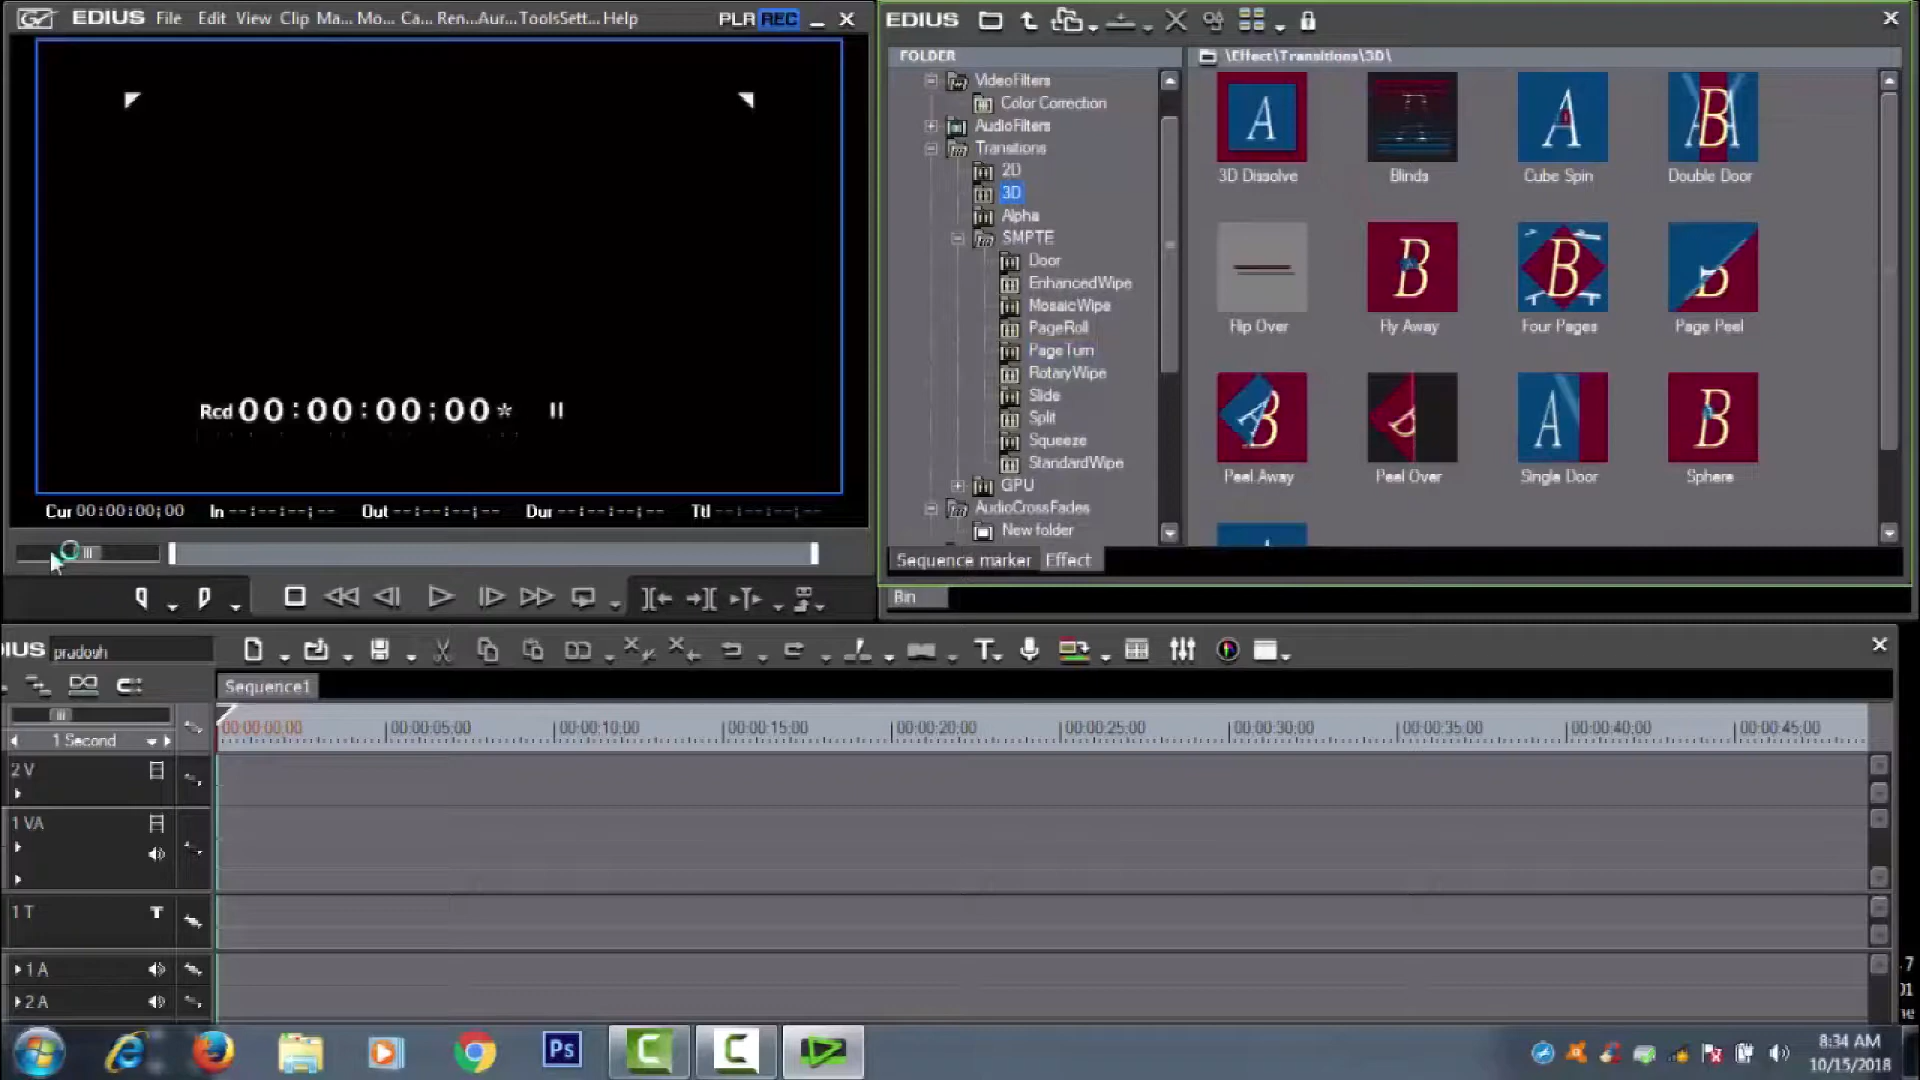 EDIUS File Edit View Clip Ma... Mo... Ca... Ren... Aur... Tools Sett... Help PLR REC
Rcd 00:00:00;00 *
Cur 00:00:00;00 In --:--:--;-- Out --:--:--;-- Dur --:--:--;-- Ttl --:--:--;--
EDIUS
FOLDER
VideoFilters
Color Correction
AudioFilters
Transitions
2D
3D
Alpha
SMPTE
Door
EnhancedWipe
MosaicWipe
PageRoll
PageTurn
RotaryWipe
Slide
Split
Squeeze
StandardWipe
GPU
AudioCrossFades
New folder
\Effect\Transitions\3D\
A A A B A
3D Dissolve Blinds Cube Spin Double Door
B B B
Flip Over Fly Away Four Pages Page Peel
A B A B
Peel Away Peel Over Single Door Sphere
Sequence marker Effect
Bin
IUS pradosh
Sequence1
1 Second
00:00:00;00 00:00:05;00 00:00:10;00 00:00:15;00 00:00:20;00 00:00:25;00 00:00:30;00 00:00:35;00 00:00:40;00 00:00:45;00
2 V
1 VA
1 T T
1 A
2 A
Ps
8:34 AM
10/15/2018